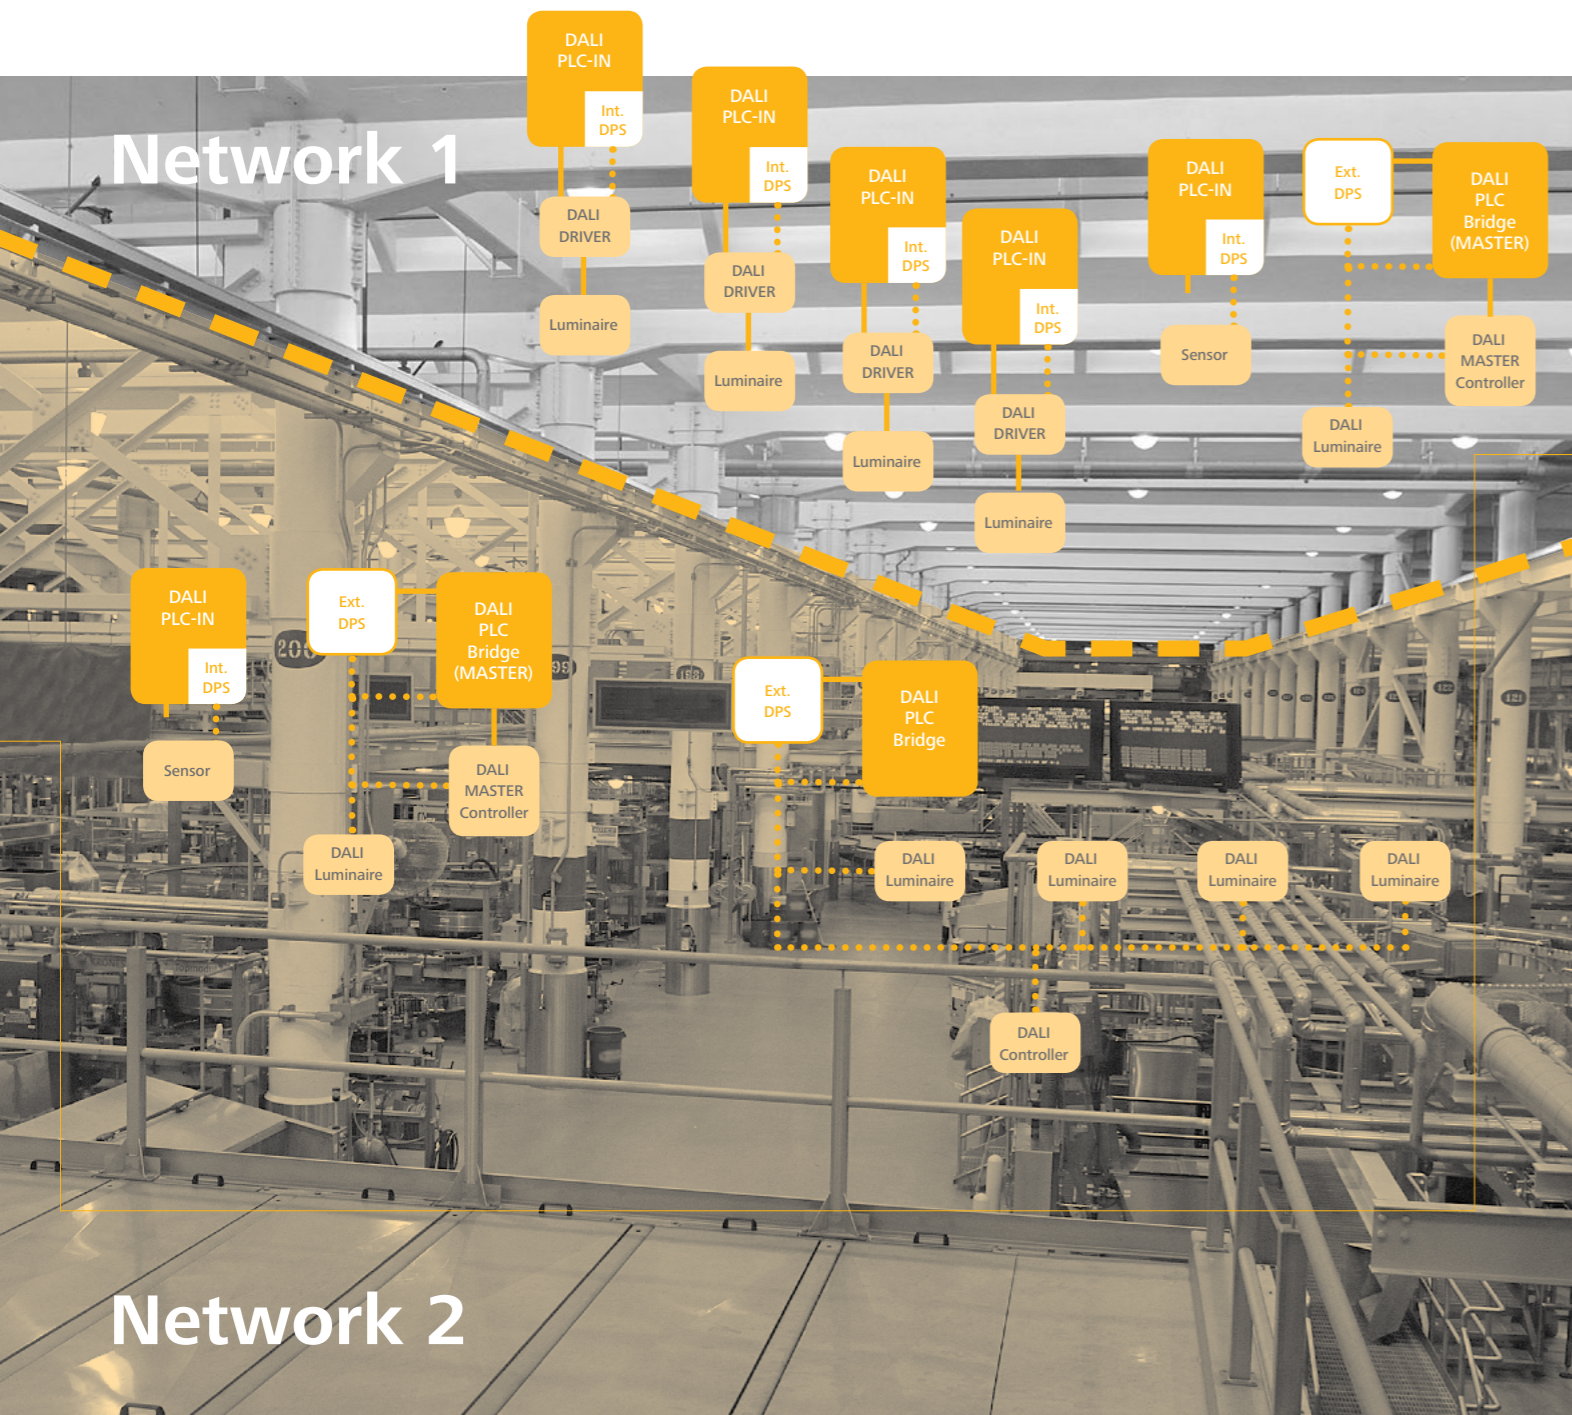 DALI
PLC-IN
Int.
DPS
DALI
DRIVER
Luminaire
DALI
PLC-IN
Int.
DPS
DALI
DRIVER
Luminaire
DALI
PLC-IN
Int.
DPS
DALI
DRIVER
Luminaire
DALI
PLC-IN
Int.
DPS
DALI
DRIVER
Luminaire
DALI
PLC-IN
Int.
DPS
Sensor
Ext.
DPS
DALI
PLC
Bridge
(MASTER)
DALI
MASTER
Controller
DALI
Luminaire
Network 1
DALI
PLC-IN
Int.
DPS
Sensor
Ext.
DPS
DALI
PLC
Bridge
(MASTER)
DALI
MASTER
Controller
DALI
Luminaire
Ext.
DPS
DALI
PLC
Bridge
DALI
Luminaire
DALI
Luminaire
DALI
Luminaire
DALI
Luminaire
DALI
Controller
Network 2